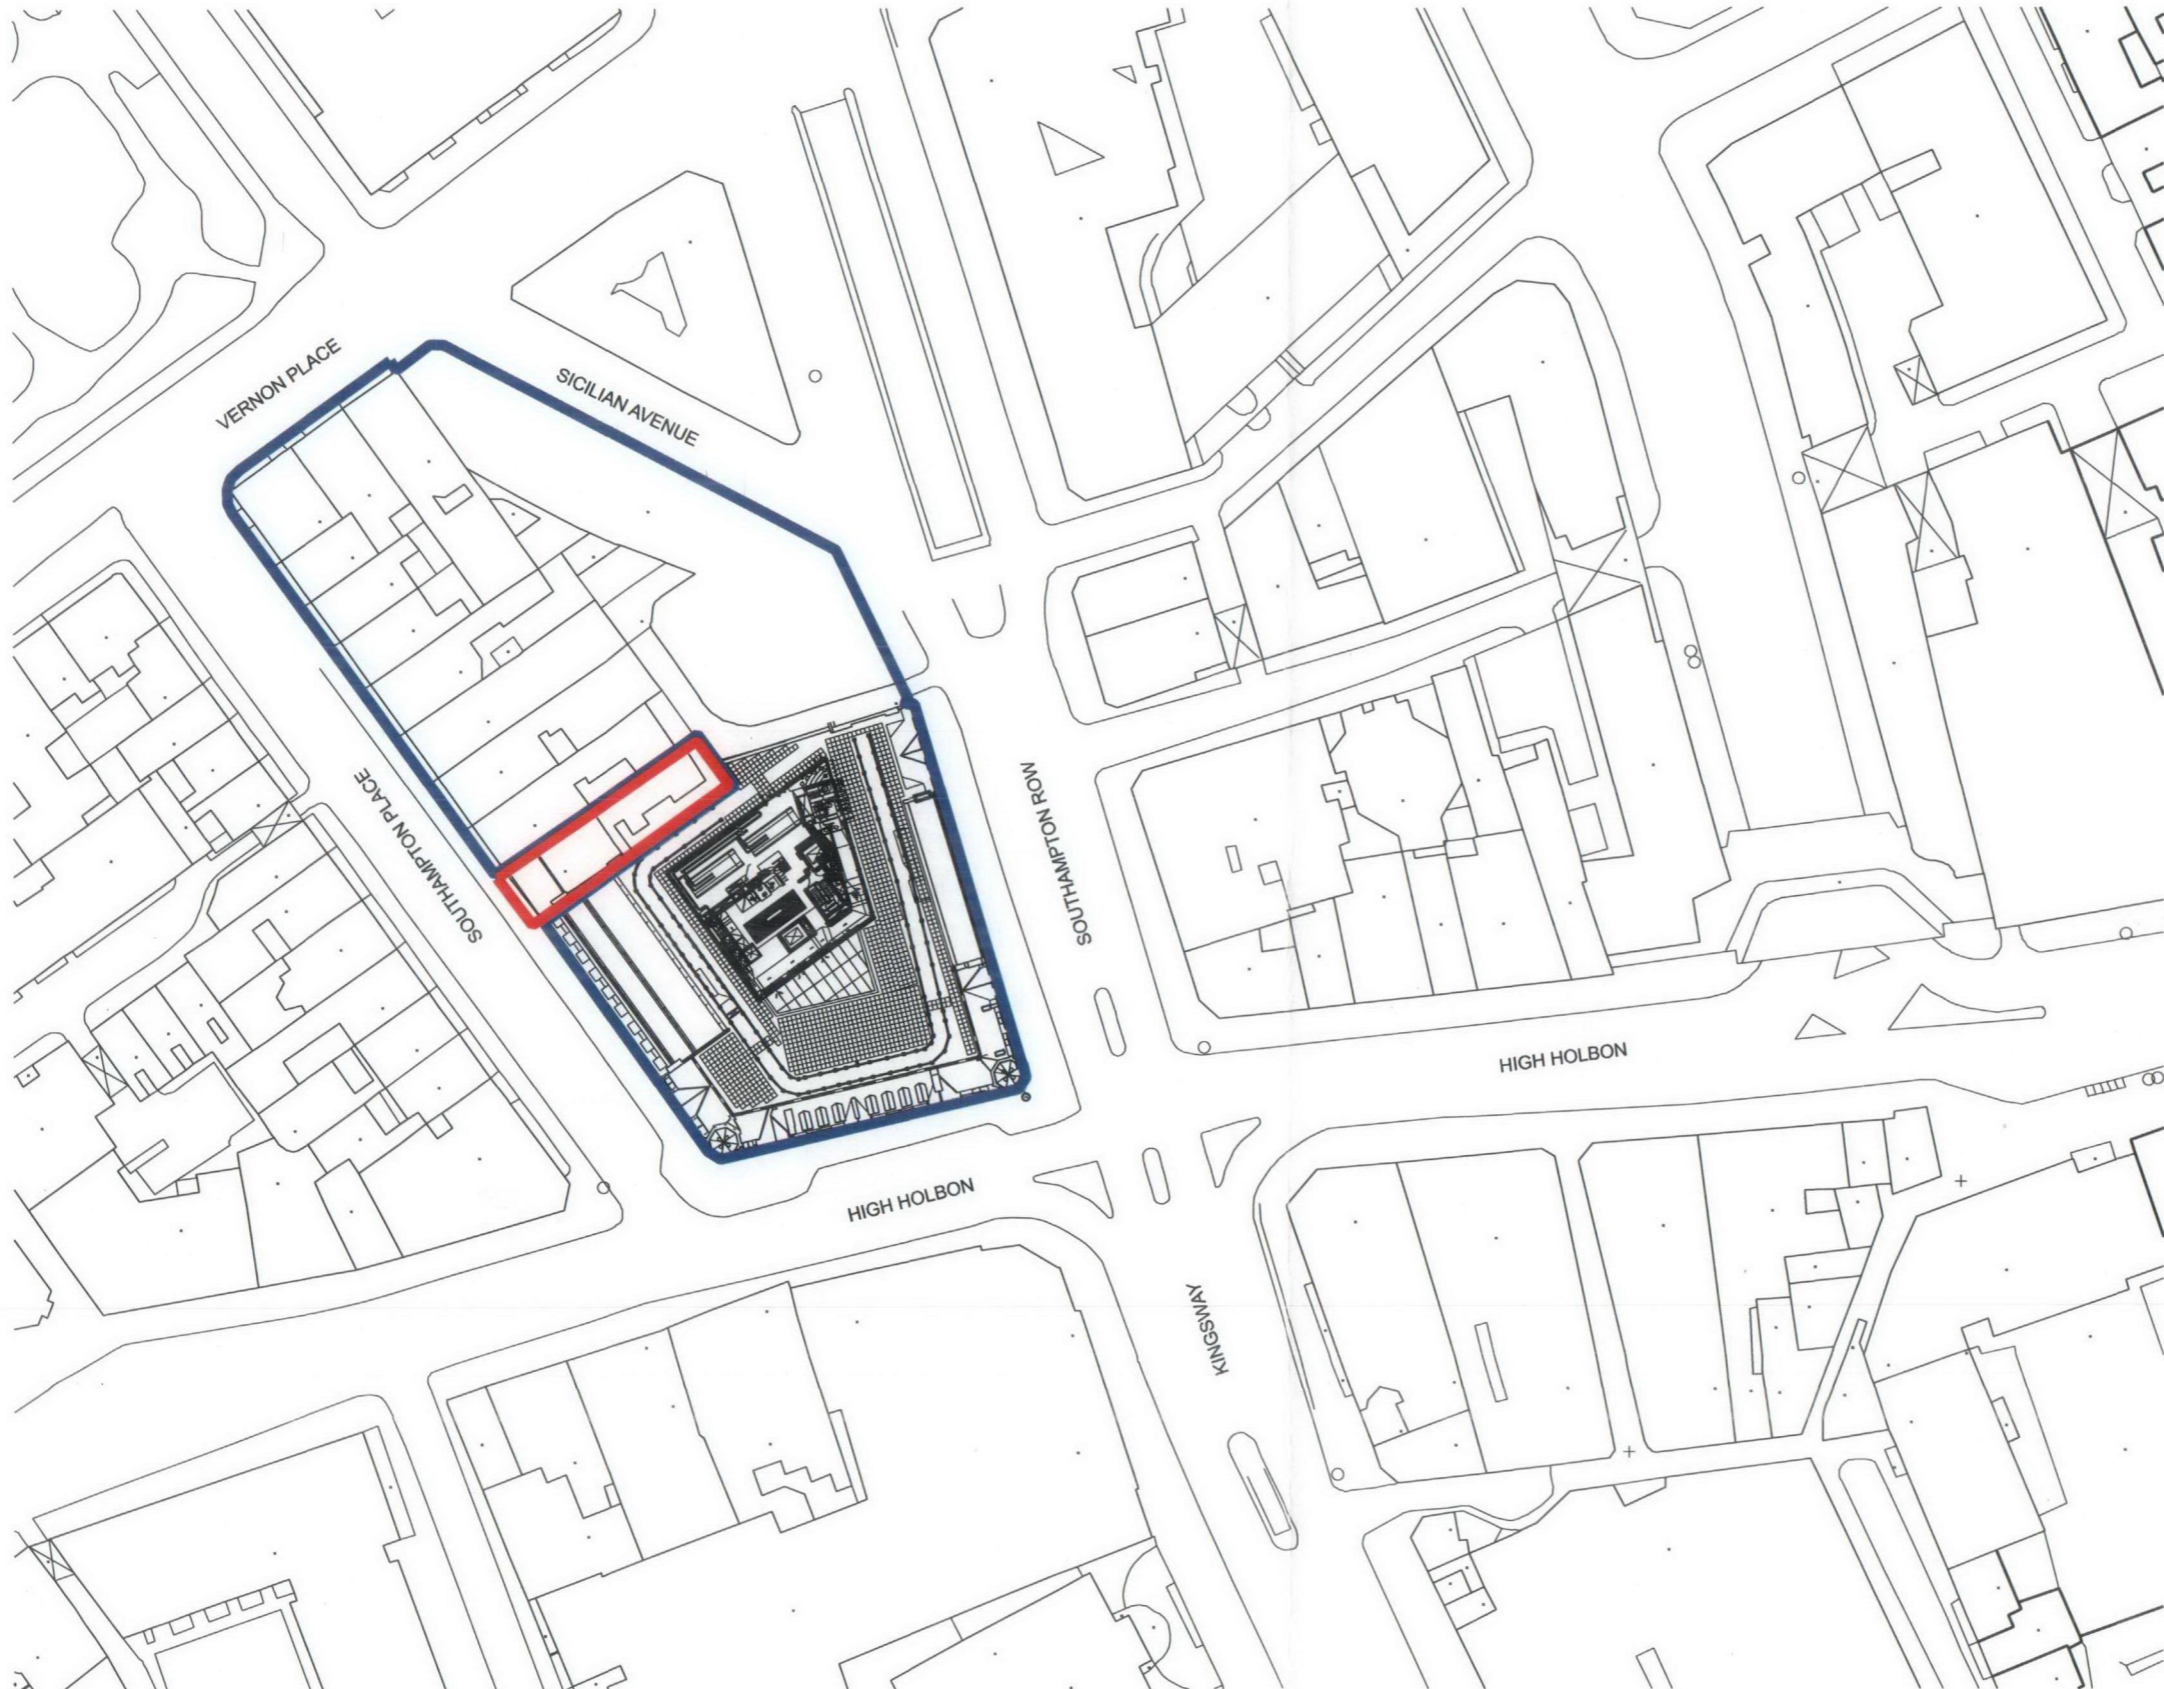 VERNON PLACE
SICILIAN AVENUE
SOUTHAMPTON PLACE
SOUTHAMPTON ROW
HIGH HOLBON
HIGH HOLBON
KINGSWAY